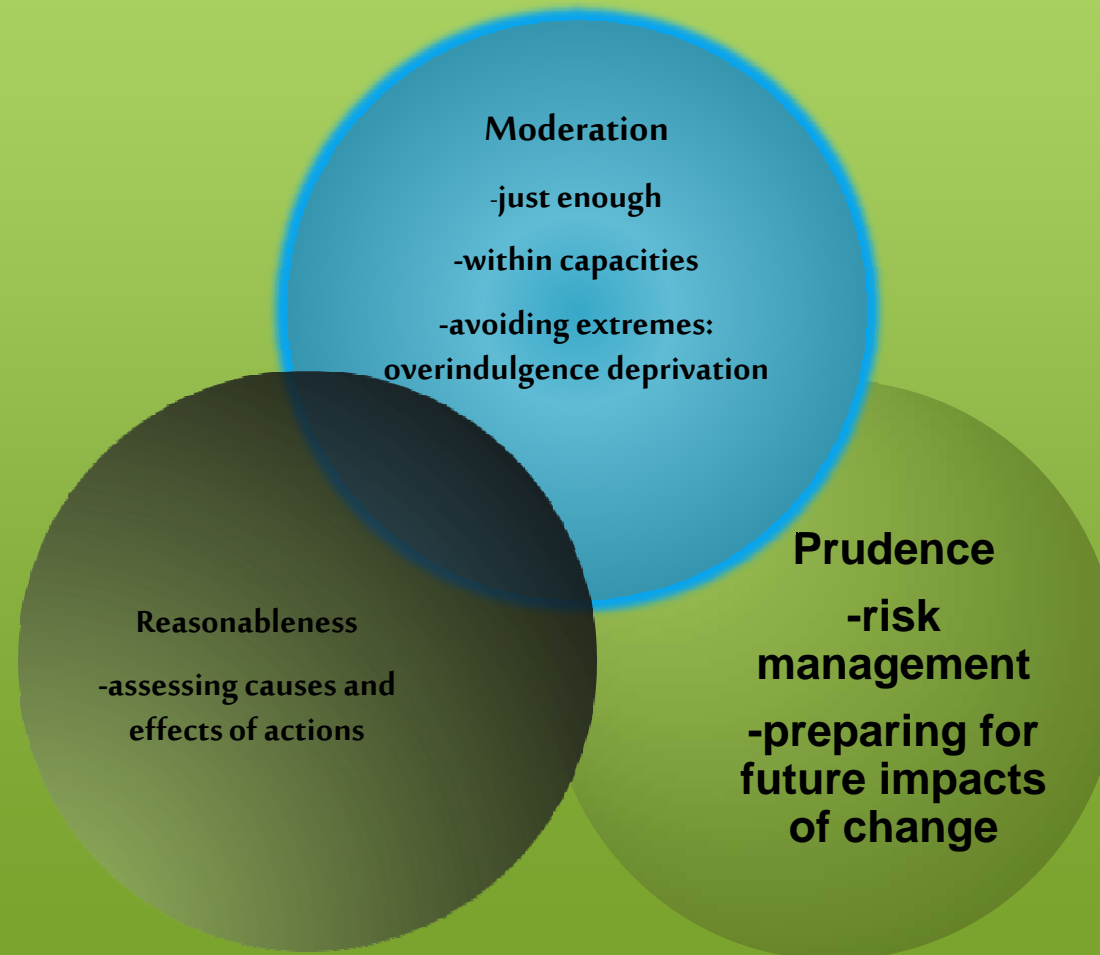 Moderation
-just enough
-within capacities
-avoiding extremes:
overindulgence deprivation
Reasonableness
-assessing causes and
effects of actions
Prudence
-risk
management
-preparing for
future impacts
of change